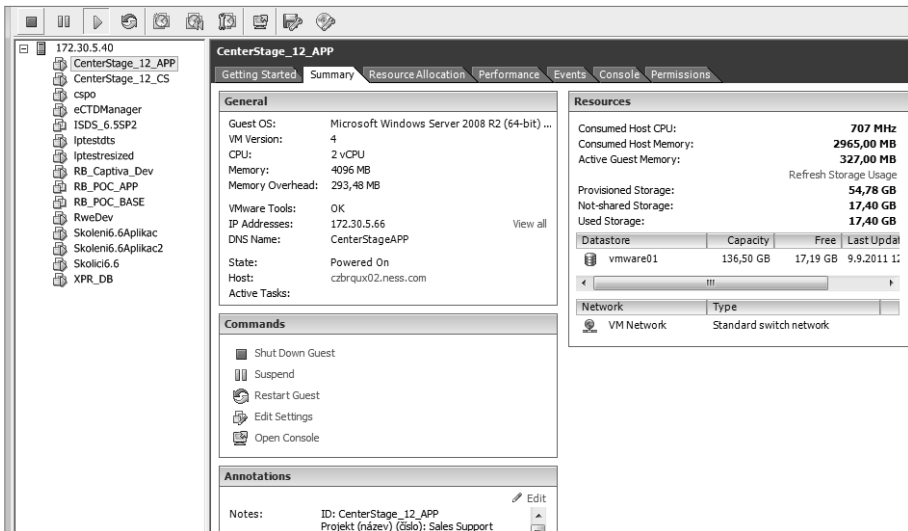 172.30.5.40
CenterStage_12_APP
CenterStage_12_CS
cspo
eCTDManager
ISDS_6.5SP2
lptestdts
lptestresized
RB_Captiva_Dev
RB_POC_APP
RB_POC_BASE
RweDev
Skoleni6.6Aplikac
Skoleni6.6Aplikac2
Skolici6.6
XPR_DB
CenterStage_12_APP
Getting Started Summary Resource Allocation Performance Events Console Permissions
General
Guest OS: Microsoft Windows Server 2008 R2 (64-bit) ...
VM Version: 4
CPU: 2 vCPU
Memory: 4096 MB
Memory Overhead: 293,48 MB
VMware Tools: OK
IP Addresses: 172.30.5.66 View all
DNS Name: CenterStageAPP
State: Powered On
Host: czbrqux02.ness.com
Active Tasks:
Commands
Shut Down Guest
Suspend
Restart Guest
Edit Settings
Open Console
Annotations
Edit
Notes: ID: CenterStage_12_APP
Projekt (název) (číslo): Sales Support
Resources
Consumed Host CPU: 707 MHz
Consumed Host Memory: 2965,00 MB
Active Guest Memory: 327,00 MB
Refresh Storage Usage
Provisioned Storage: 54,78 GB
Not-shared Storage: 17,40 GB
Used Storage: 17,40 GB
Datastore Capacity Free Last Updat
vmware01 136,50 GB 17,19 GB 9.9.2011 12
Network Type
VM Network Standard switch network